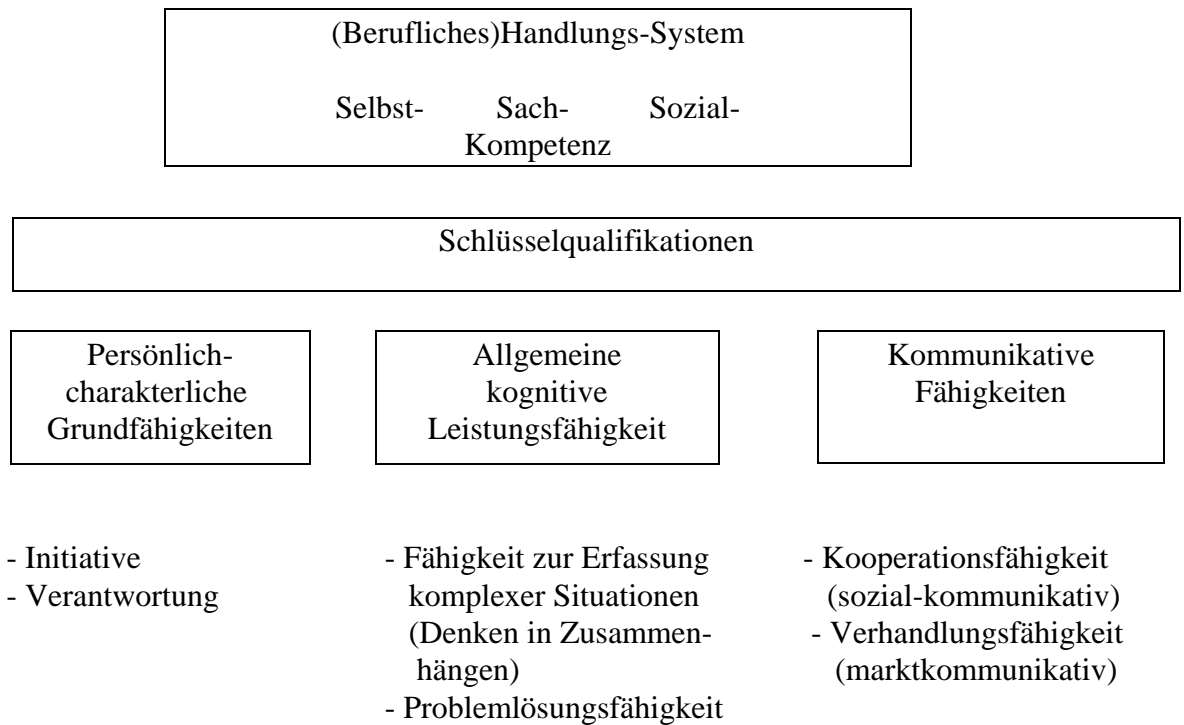 (Berufliches)Handlungs-System
Selbst- Sach- Sozial-
Kompetenz
Schlüsselqualifikationen
Persönlich-
charakterliche
Grundfähigkeiten
Allgemeine
kognitive
Leistungsfähigkeit
Kommunikative
Fähigkeiten
- Initiative
- Verantwortung
- Fähigkeit zur Erfassung
komplexer Situationen
(Denken in Zusammen-
hängen)
- Problemlösungsfähigkeit
- Kooperationsfähigkeit
(sozial-kommunikativ)
- Verhandlungsfähigkeit
(marktkommunikativ)